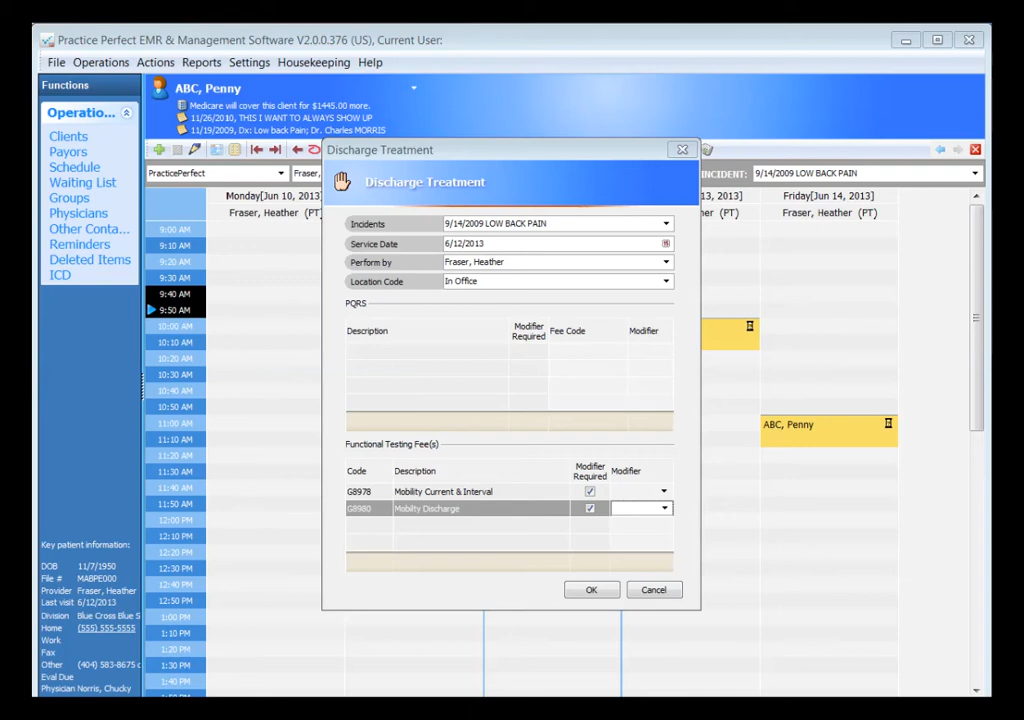 Practice Perfect EMR & Management Software V2.0.0.376 (US), Current User:
File Operations Actions Reports Settings Housekeeping Help
Functions
Operatio...
Clients
Payors
Schedule
Waiting List
Groups
Physicians
Other Conta...
Reminders
Deleted Items
ICD
Key patient information:
DOB 11/7/1950
File # MABPE000
Provider Fraser, Heather
Last visit 6/12/2013
Division Blue Cross Blue S
Home (555) 555-5555
Work
Fax
Other (404) 583-8675 c
Eval Due
Physician Norris, Chucky
ABC, Penny
Medicare will cover this client for $1445.00 more.
11/26/2010, THIS I WANT TO ALWAYS SHOW UP
11/19/2009, Dx: Low back Pain; Dr. Charles MORRIS
PracticePerfect
Fraser,
INCIDENT: 9/14/2009 LOW BACK PAIN
Monday[Jun 10, 2013]
Fraser, Heather (PT)
13, 2013]
her (PT)
Friday[Jun 14, 2013]
Fraser, Heather (PT)
9:00 AM
9:10 AM
9:20 AM
9:30 AM
9:40 AM
9:50 AM
10:00 AM
10:10 AM
10:20 AM
10:30 AM
10:40 AM
10:50 AM
11:00 AM
11:10 AM
11:20 AM
11:30 AM
11:40 AM
11:50 AM
12:00 PM
12:10 PM
12:20 PM
12:30 PM
12:40 PM
12:50 PM
1:00 PM
1:10 PM
1:20 PM
1:30 PM
1:40 PM
ABC, Penny
Discharge Treatment
Discharge Treatment
Incidents 9/14/2009 LOW BACK PAIN
Service Date 6/12/2013
Perform by Fraser, Heather
Location Code In Office
PQRS
Description Modifier Required Fee Code Modifier
Functional Testing Fee(s)
Code Description Modifier Required Modifier
G8978 Mobility Current & Interval
G8980 Mobilty Discharge
OK Cancel